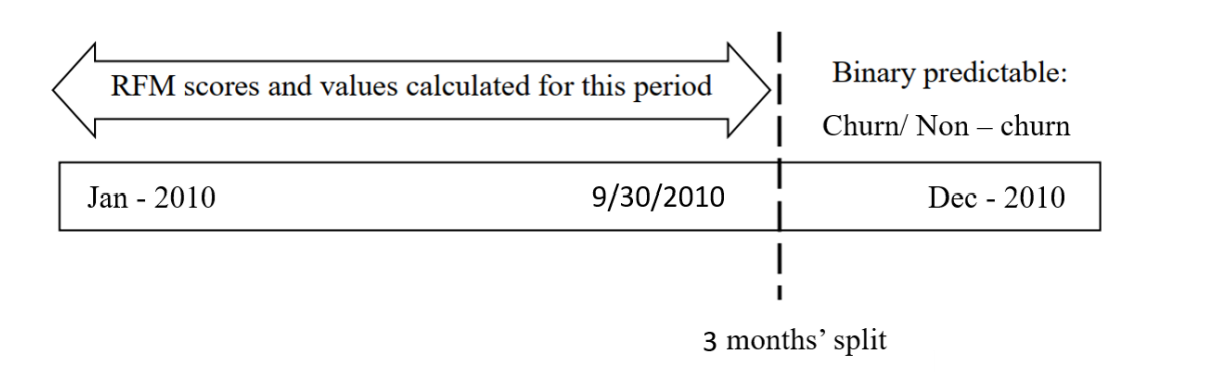 RFM scores and values calculated for this period
Binary predictable:
Churn/ Non – churn
Jan - 2010
9/30/2010
Dec - 2010
3 months’ split